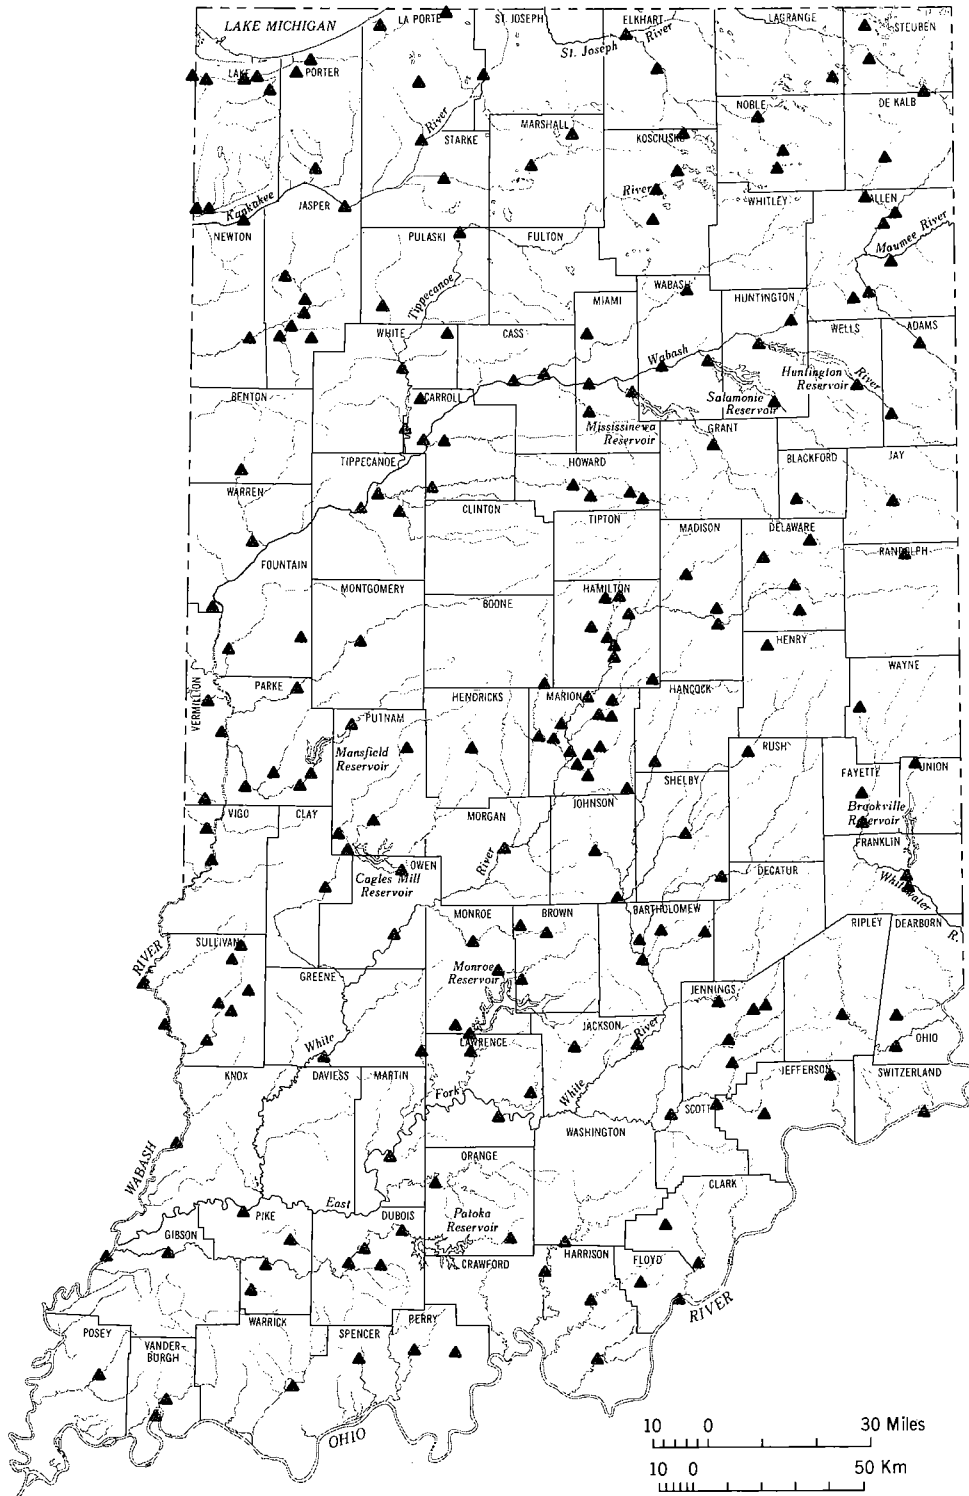 LAKE MICHIGAN
LA PORTE
ST. JOSEPH
ELKHART
LAGRANGE
STEUBEN
St. Joseph River
LAKE
PORTER
NOBLE
DE KALB
River
STARKE
MARSHALL
KOSCIUSKO
Kankakee
JASPER
River
WHITLEY
ALLEN
NEWTON
PULASKI
FULTON
Maumee River
Tippecanoe
MIAMI
WABASH
HUNTINGTON
WHITE
CASS
WELLS
ADAMS
Wabash
Huntington
Reservoir
River
BENTON
CARROLL
Salamonie
Reservoir
Mississinewa
Reservoir
GRANT
TIPPECANOE
HOWARD
BLACKFORD
JAY
WARREN
CLINTON
TIPTON
MADISON
DELAWARE
RANDOLPH
FOUNTAIN
MONTGOMERY
BOONE
HAMILTON
HENRY
WAYNE
VERMILLION
PARKE
HENDRICKS
MARION
HANCOCK
PUTNAM
Mansfield
Reservoir
RUSH
FAYETTE
UNION
SHELBY
Brookville
Reservoir
VIGO
CLAY
MORGAN
JOHNSON
FRANKLIN
River
OWEN
Cagles Mill
Reservoir
DECATUR
Whitewater
R.
MONROE
BROWN
BARTHOLOMEW
RIPLEY
DEARBORN
RIVER
SULLIVAN
Monroe
Reservoir
GREENE
JENNINGS
JACKSON
River
White
LAWRENCE
OHIO
KNOX
DAVIESS
MARTIN
JEFFERSON
SWITZERLAND
Fork
White
SCOTT
WASHINGTON
ORANGE
WABASH
CLARK
East
PIKE
DUBOIS
Patoka
Reservoir
GIBSON
HARRISON
FLOYD
CRAWFORD
RIVER
POSEY
WARRICK
SPENCER
PERRY
VANDER-
BURGH
OHIO
10 0 30 Miles
10 0 50 Km